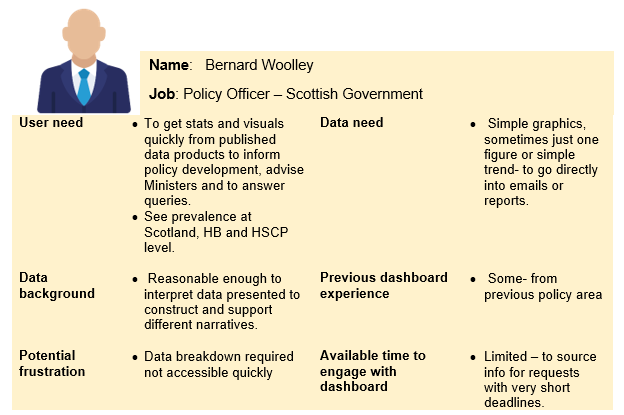 Name: Bernard Woolley
Job: Policy Officer – Scottish Government
User need
• To get stats and visuals
quickly from published
data products to inform
policy development, advise
Ministers and to answer
queries.
• See prevalence at
Scotland, HB and HSCP
level.
Data need
• Simple graphics,
sometimes just one
figure or simple
trend- to go directly
into emails or
reports.
Data
background
• Reasonable enough to
interpret data presented to
construct and support
different narratives.
Previous dashboard
experience
• Some- from
previous policy area
Potential
frustration
• Data breakdown required
not accessible quickly
Available time to
engage with
dashboard
• Limited – to source
info for requests
with very short
deadlines.